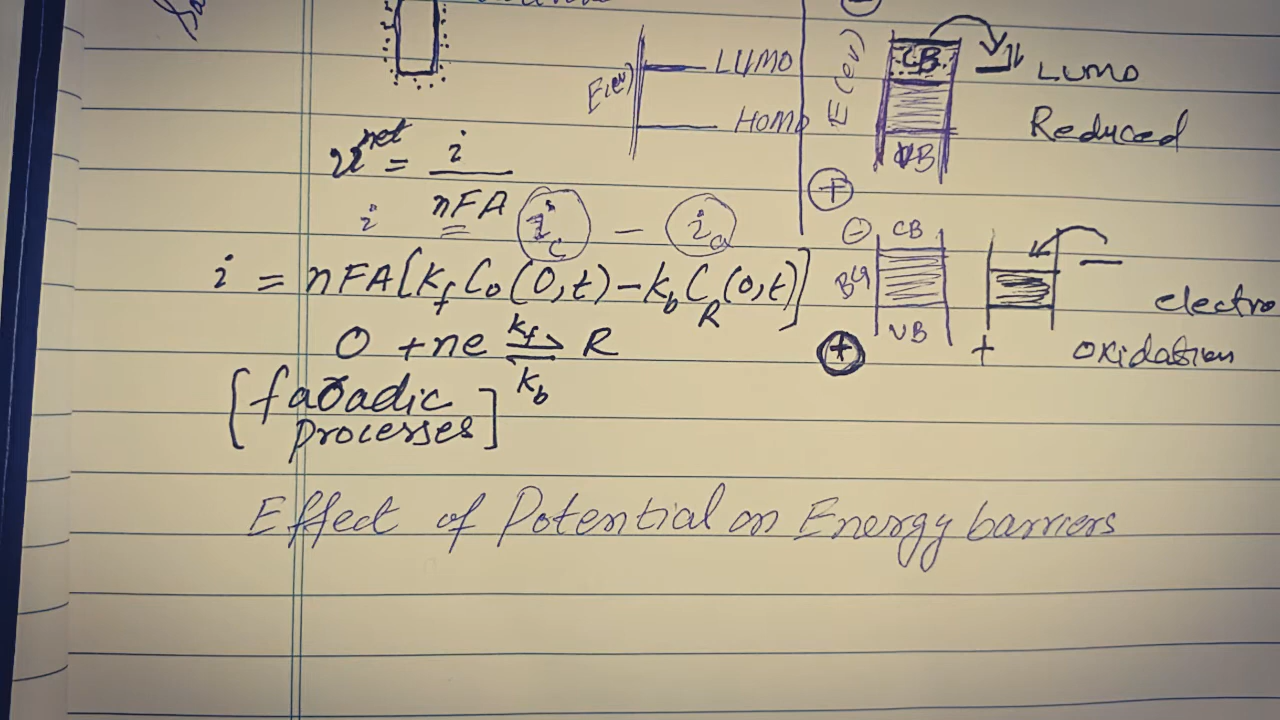 LUMO
HOMO
E(ev)
E(ev)
CB
VB
LUMO
Reduced
+
net = i
nFA
i
i_c - i_a
i = nFA[K_f C_o(0,t) - k_b C_R(0,t)]
O + ne ⇌ R
k_f
k_b
[faradic
processes]
CB
VB
-
+
+
electro
oxidation
Effect of Potential on Energy barriers